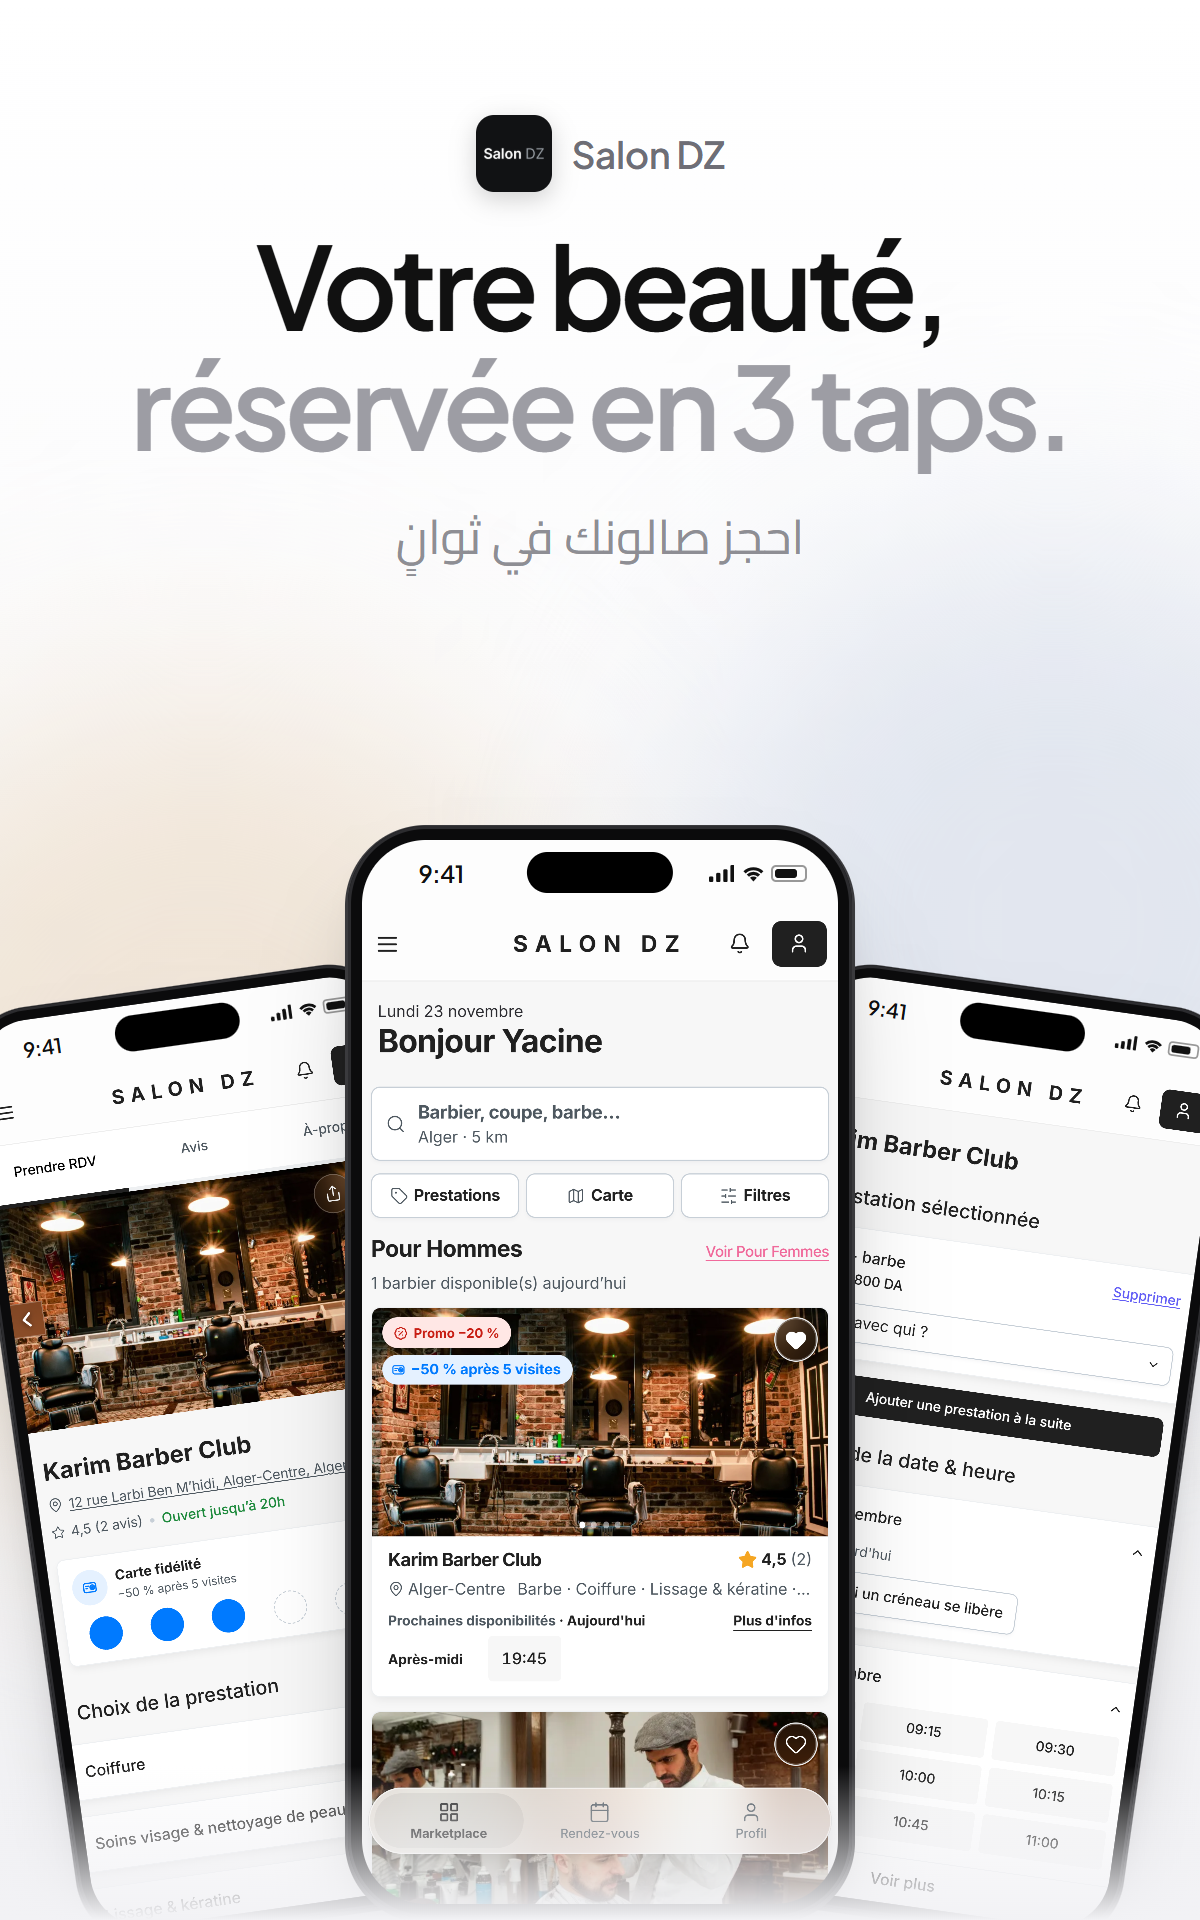 Salon DZ
Salon DZ
Votre beauté,
réservée en 3 taps.
احجز صالونك في ثوانٍ
9:41
SALON DZ
Lundi 23 novembre
Bonjour Yacine
Barbier, coupe, barbe...
Alger · 5 km
Prestations
Carte
Filtres
Pour Hommes
Voir Pour Femmes
1 barbier disponible(s) aujourd'hui
Promo −20 %
−50 % après 5 visites
Karim Barber Club
4,5 (2)
Alger-Centre Barbe · Coiffure · Lissage & kératine ·...
Prochaines disponibilités · Aujourd'hui
Plus d'infos
Après-midi
19:45
Marketplace
Rendez-vous
Profil
9:41
SALON DZ
Prendre RDV
Avis
À-prop
Karim Barber Club
12 rue Larbi Ben M'hidi, Alger-Centre, Alger
4,5 (2 avis) • Ouvert jusqu'à 20h
Carte fidélité
−50 % après 5 visites
Choix de la prestation
Coiffure
Soins visage & nettoyage de peau
issage & kératine
9:41
SALON DZ
im Barber Club
station sélectionnée
· barbe
800 DA
Supprimer
avec qui ?
Ajouter une prestation à la suite
de la date & heure
embre
rd'hui
i un créneau se libère
bre
09:15
09:30
10:00
10:15
10:45
11:00
Voir plus